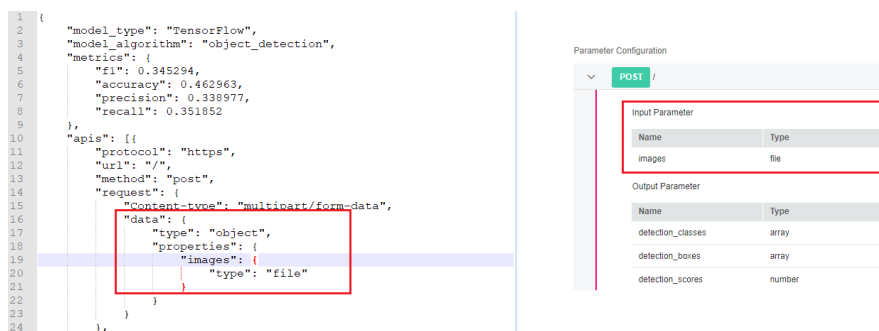 1 {
2 "model_type": "TensorFlow",
3 "model_algorithm": "object_detection",
4 "metrics": {
5 "f1": 0.345294,
6 "accuracy": 0.462963,
7 "precision": 0.338977,
8 "recall": 0.351852
9 },
10 "apis": [{
11 "protocol": "https",
12 "url": "/",
13 "method": "post",
14 "request": {
15 "Content-type": "multipart/form-data",
16 "data": {
17 "type": "object",
18 "properties": {
19 "images": {
20 "type": "file"
21 }
22 }
23 }
24 },
Parameter Configuration
POST /
Input Parameter
Name Type
images file
Output Parameter
Name Type
detection_classes array
detection_boxes array
detection_scores number